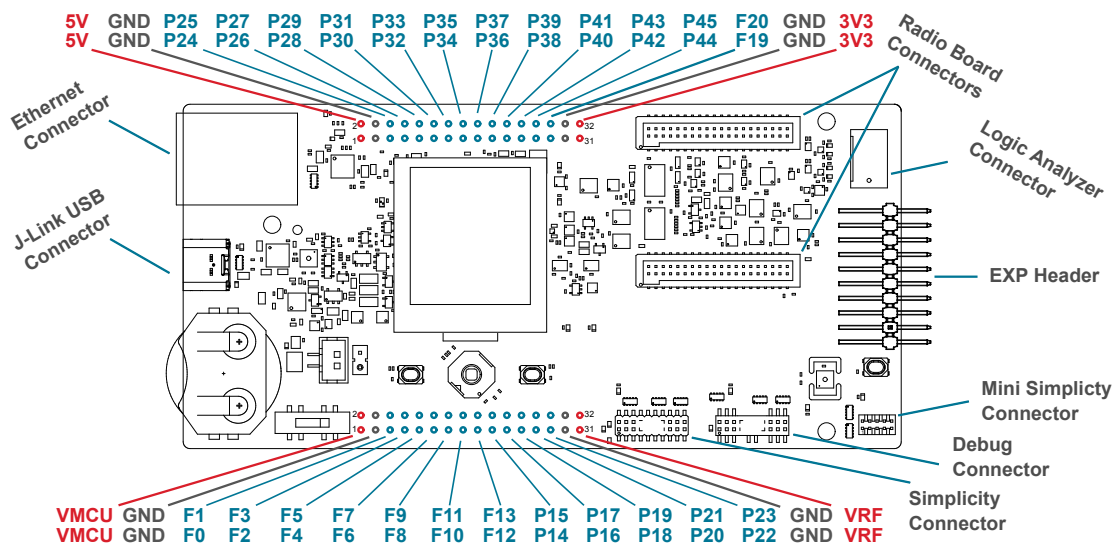 5V GND P25 P27 P29 P31 P33 P35 P37 P39 P41 P43 P45 F20 GND 3V3
5V GND P24 P26 P28 P30 P32 P34 P36 P38 P40 P42 P44 F19 GND 3V3
Radio Board
Connectors
Ethernet
Connector
2 32
1 31
Logic Analyzer
Connector
J-Link USB
Connector
EXP Header
Mini Simplicty
Connector
2 32
1 31
Debug
Connector
Simplicity
Connector
VMCU GND F1 F3 F5 F7 F9 F11 F13 P15 P17 P19 P21 P23 GND VRF
VMCU GND F0 F2 F4 F6 F8 F10 F12 P14 P16 P18 P20 P22 GND VRF